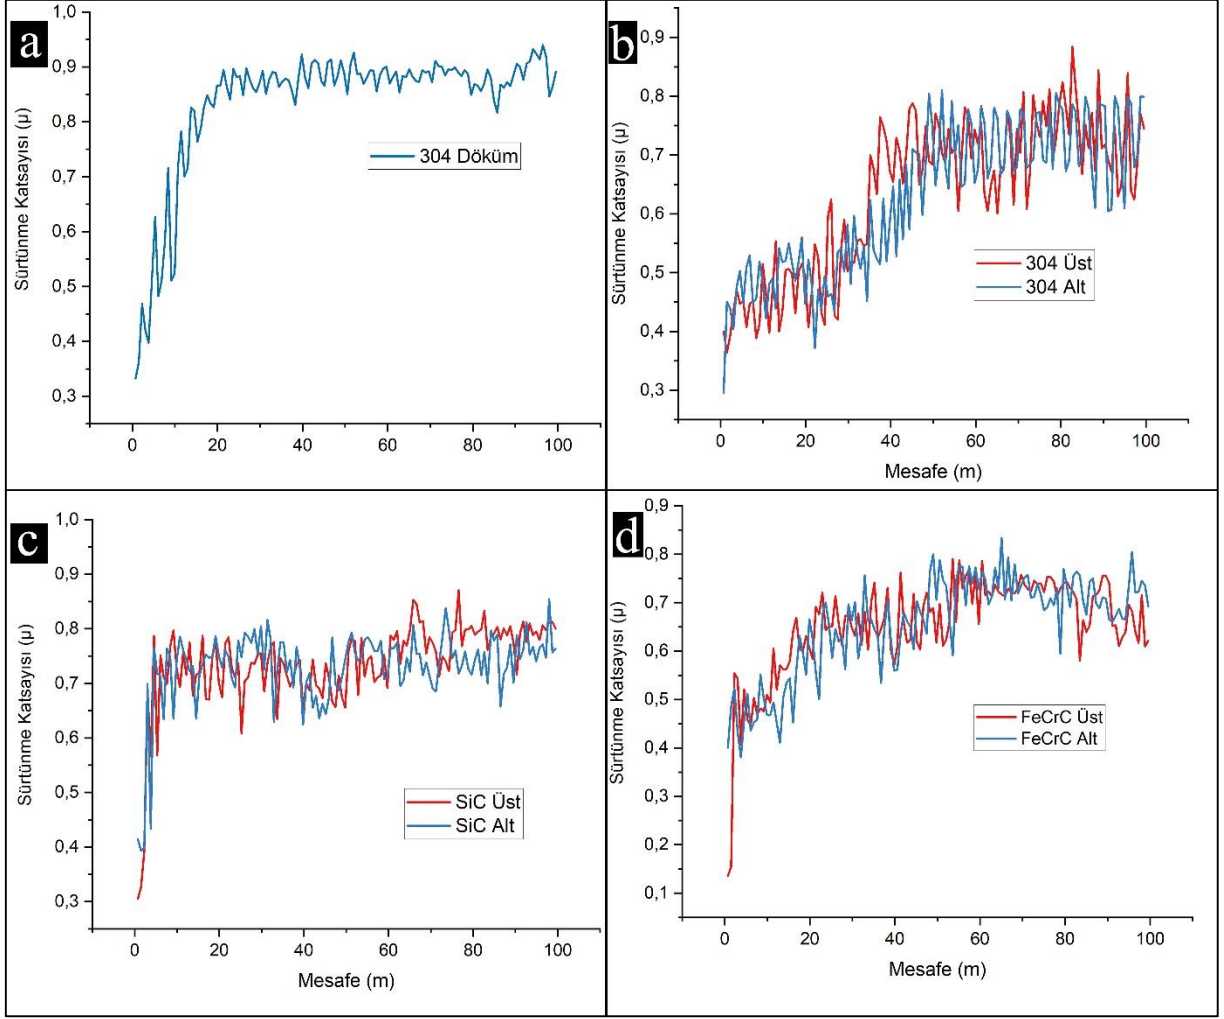 a
1,0
0,9
0,8
0,7
0,6
0,5
0,4
0,3
Sürtünme Katsayısı (μ)
304 Döküm
0 20 40 60 80 100
b
0,9
0,8
0,7
0,6
0,5
0,4
0,3
Sürtünme Katsayısı (μ)
304 Üst
304 Alt
0 20 40 60 80 100
Mesafe (m)
c
1,0
0,9
0,8
0,7
0,6
0,5
0,4
0,3
Sürtünme Katsayısı (μ)
SiC Üst
SiC Alt
0 20 40 60 80 100
Mesafe (m)
d
0,9
0,8
0,7
0,6
0,5
0,4
0,3
0,2
0,1
Sürtünme Katsayısı (μ)
FeCrC Üst
FeCrC Alt
0 20 40 60 80 100
Mesafe (m)